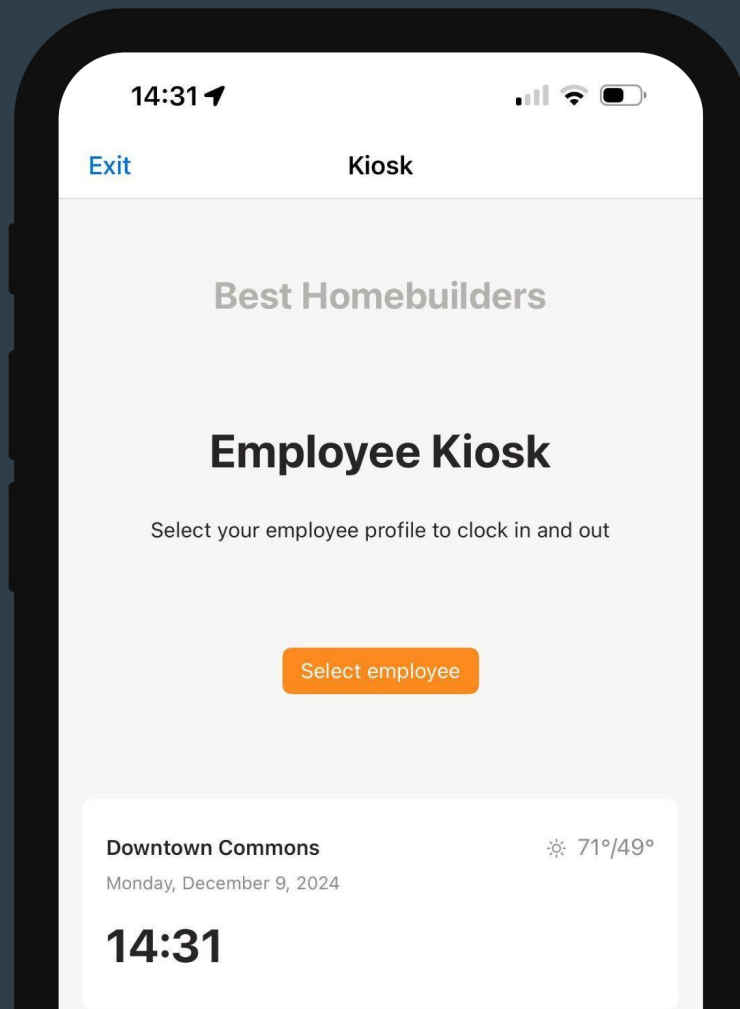 14:31
Exit
Kiosk
Best Homebuilders
Employee Kiosk
Select your employee profile to clock in and out
Select employee
Downtown Commons
71°/49°
Monday, December 9, 2024
14:31